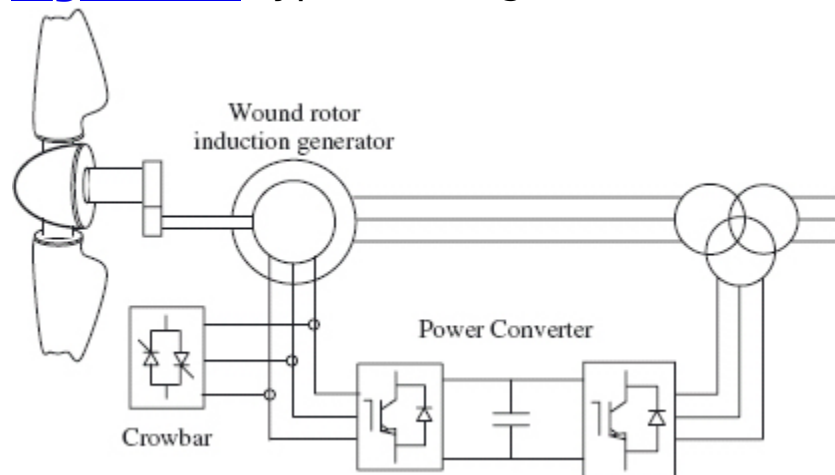 Wound rotor
induction generator
Power Converter
Crowbar